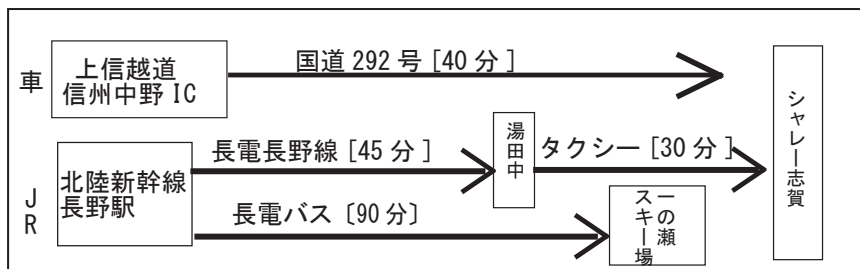 車
上信越道
信州中野 IC
国道 292 号 [40 分 ]
シャレー志賀
JR
北陸新幹線
長野駅
長電長野線 [45 分 ]
湯田中
タクシー [30 分 ]
長電バス〔90 分〕
一の瀬
スキー場